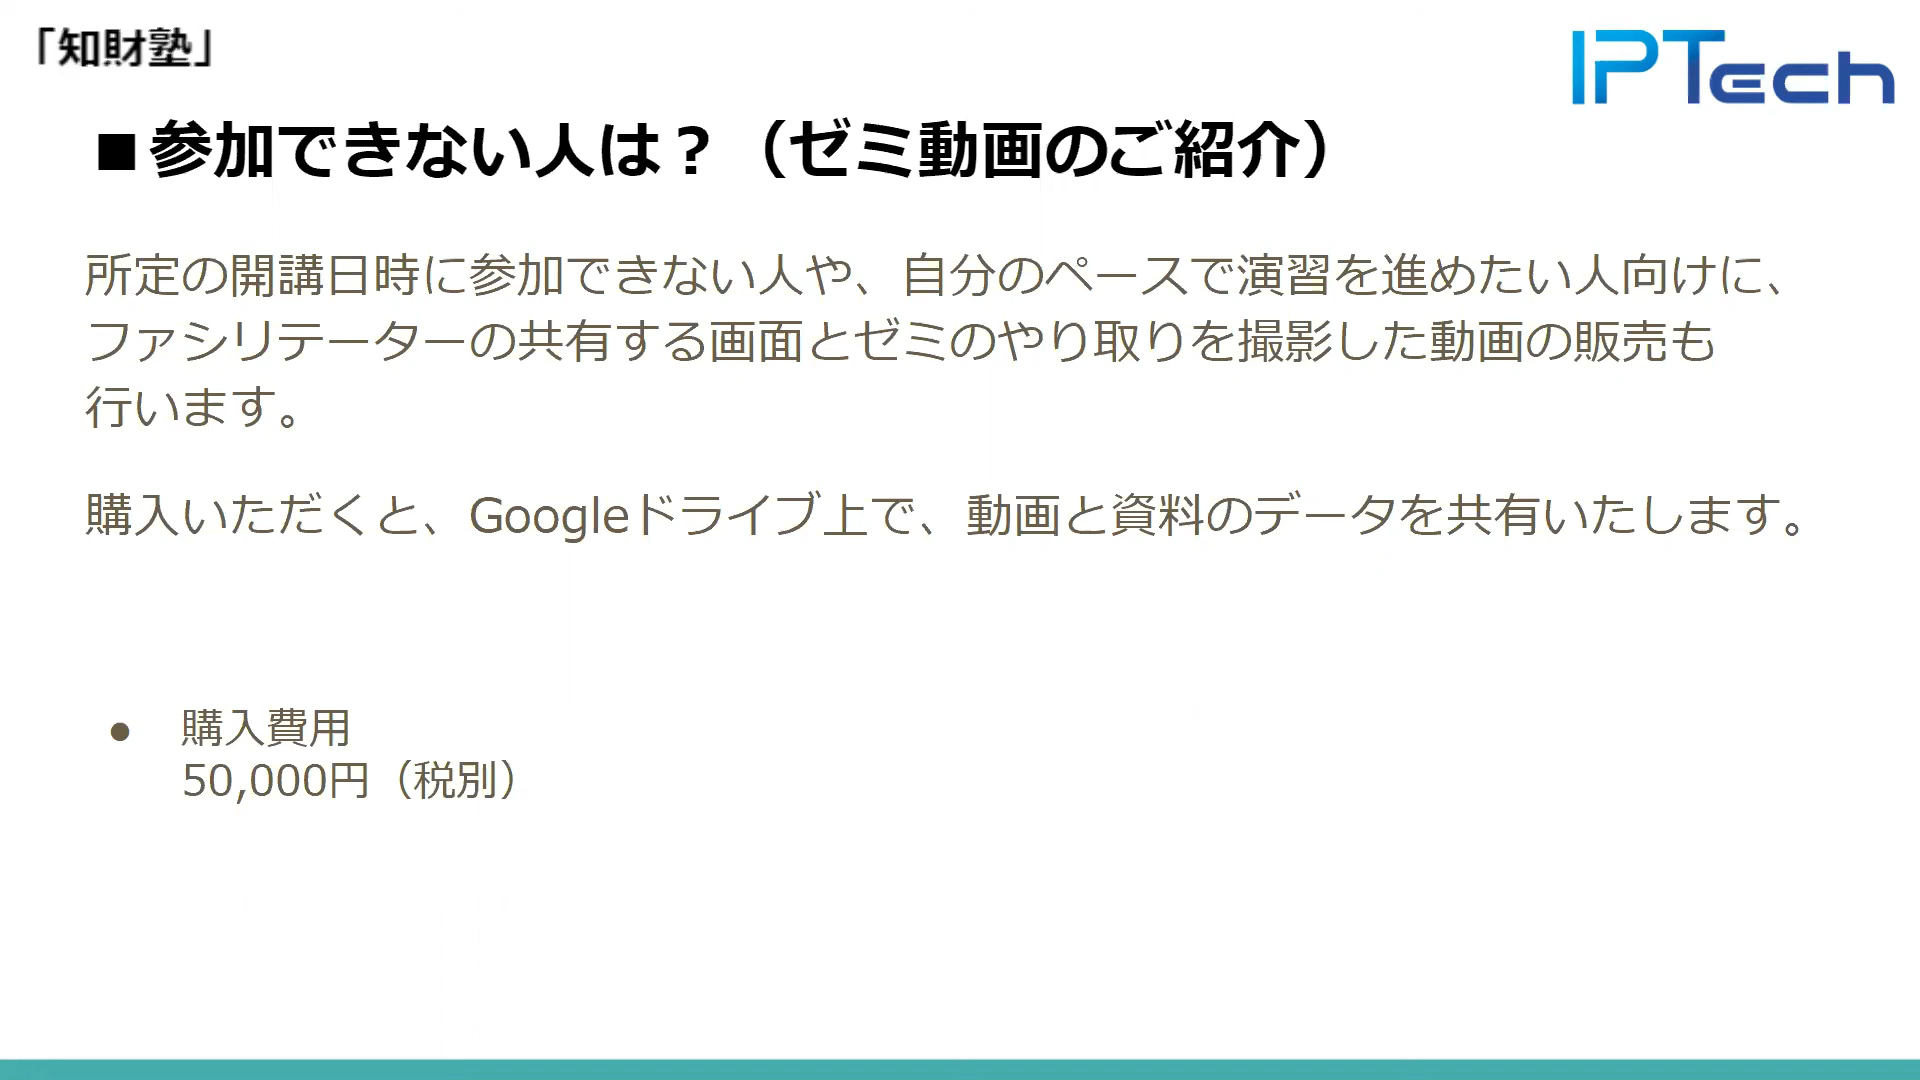 「知財塾」
IPTech
■参加できない人は？（ゼミ動画のご紹介）
所定の開講日時に参加できない人や、自分のペースで演習を進めたい人向けに、
ファシリテーターの共有する画面とゼミのやり取りを撮影した動画の販売も
行います。
購入いただくと、Googleドライブ上で、動画と資料のデータを共有いたします。
● 購入費用
50,000円（税別）